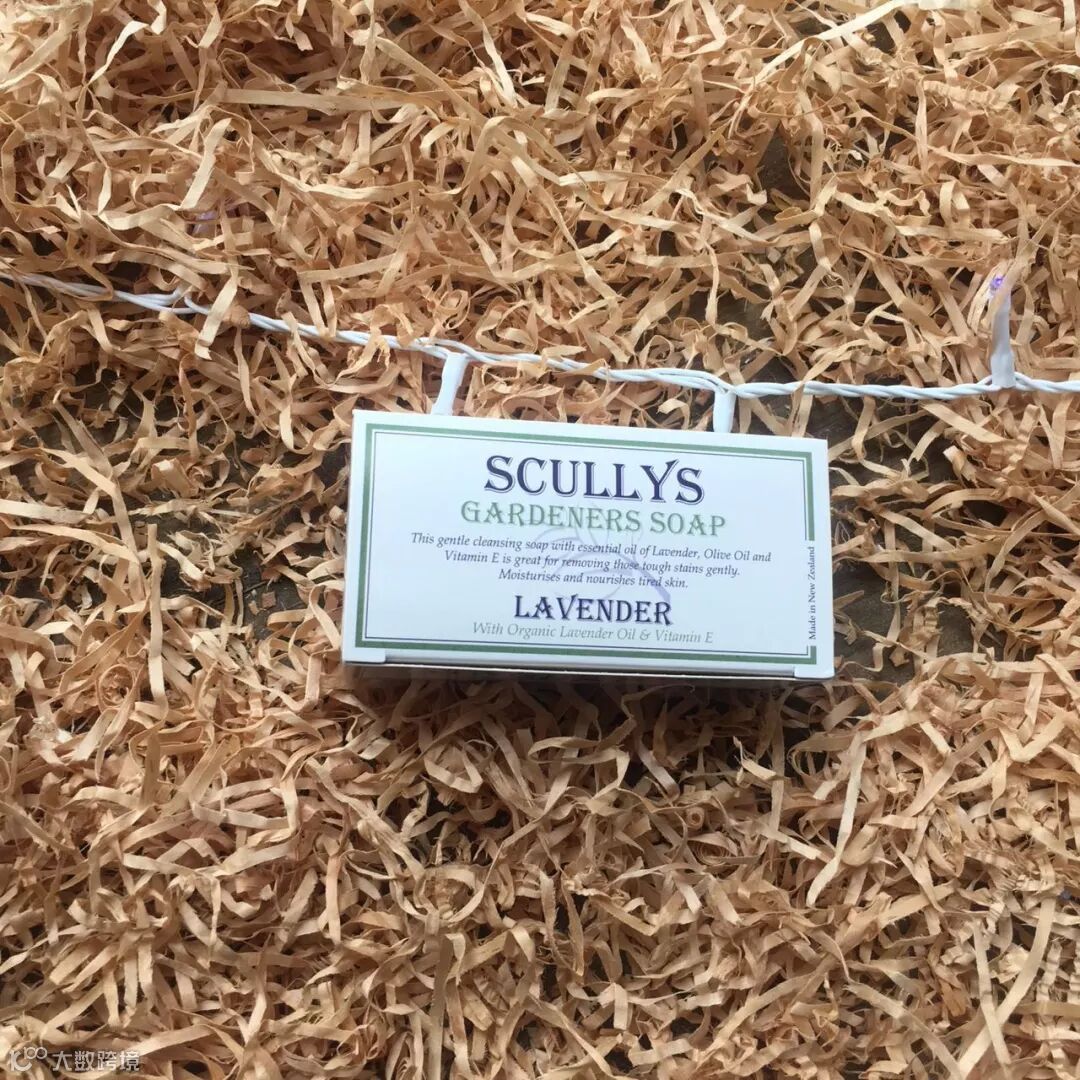 SCULLYS
GARDENERS SOAP
This gentle cleansing soap with essential oil of Lavender, Olive Oil and
Vitamin E is great for removing those tough stains gently.
Moisturises and nourishes tired skin.
LAVENDER
With Organic Lavender Oil & Vitamin E
Made in New Zealand
大数跨境